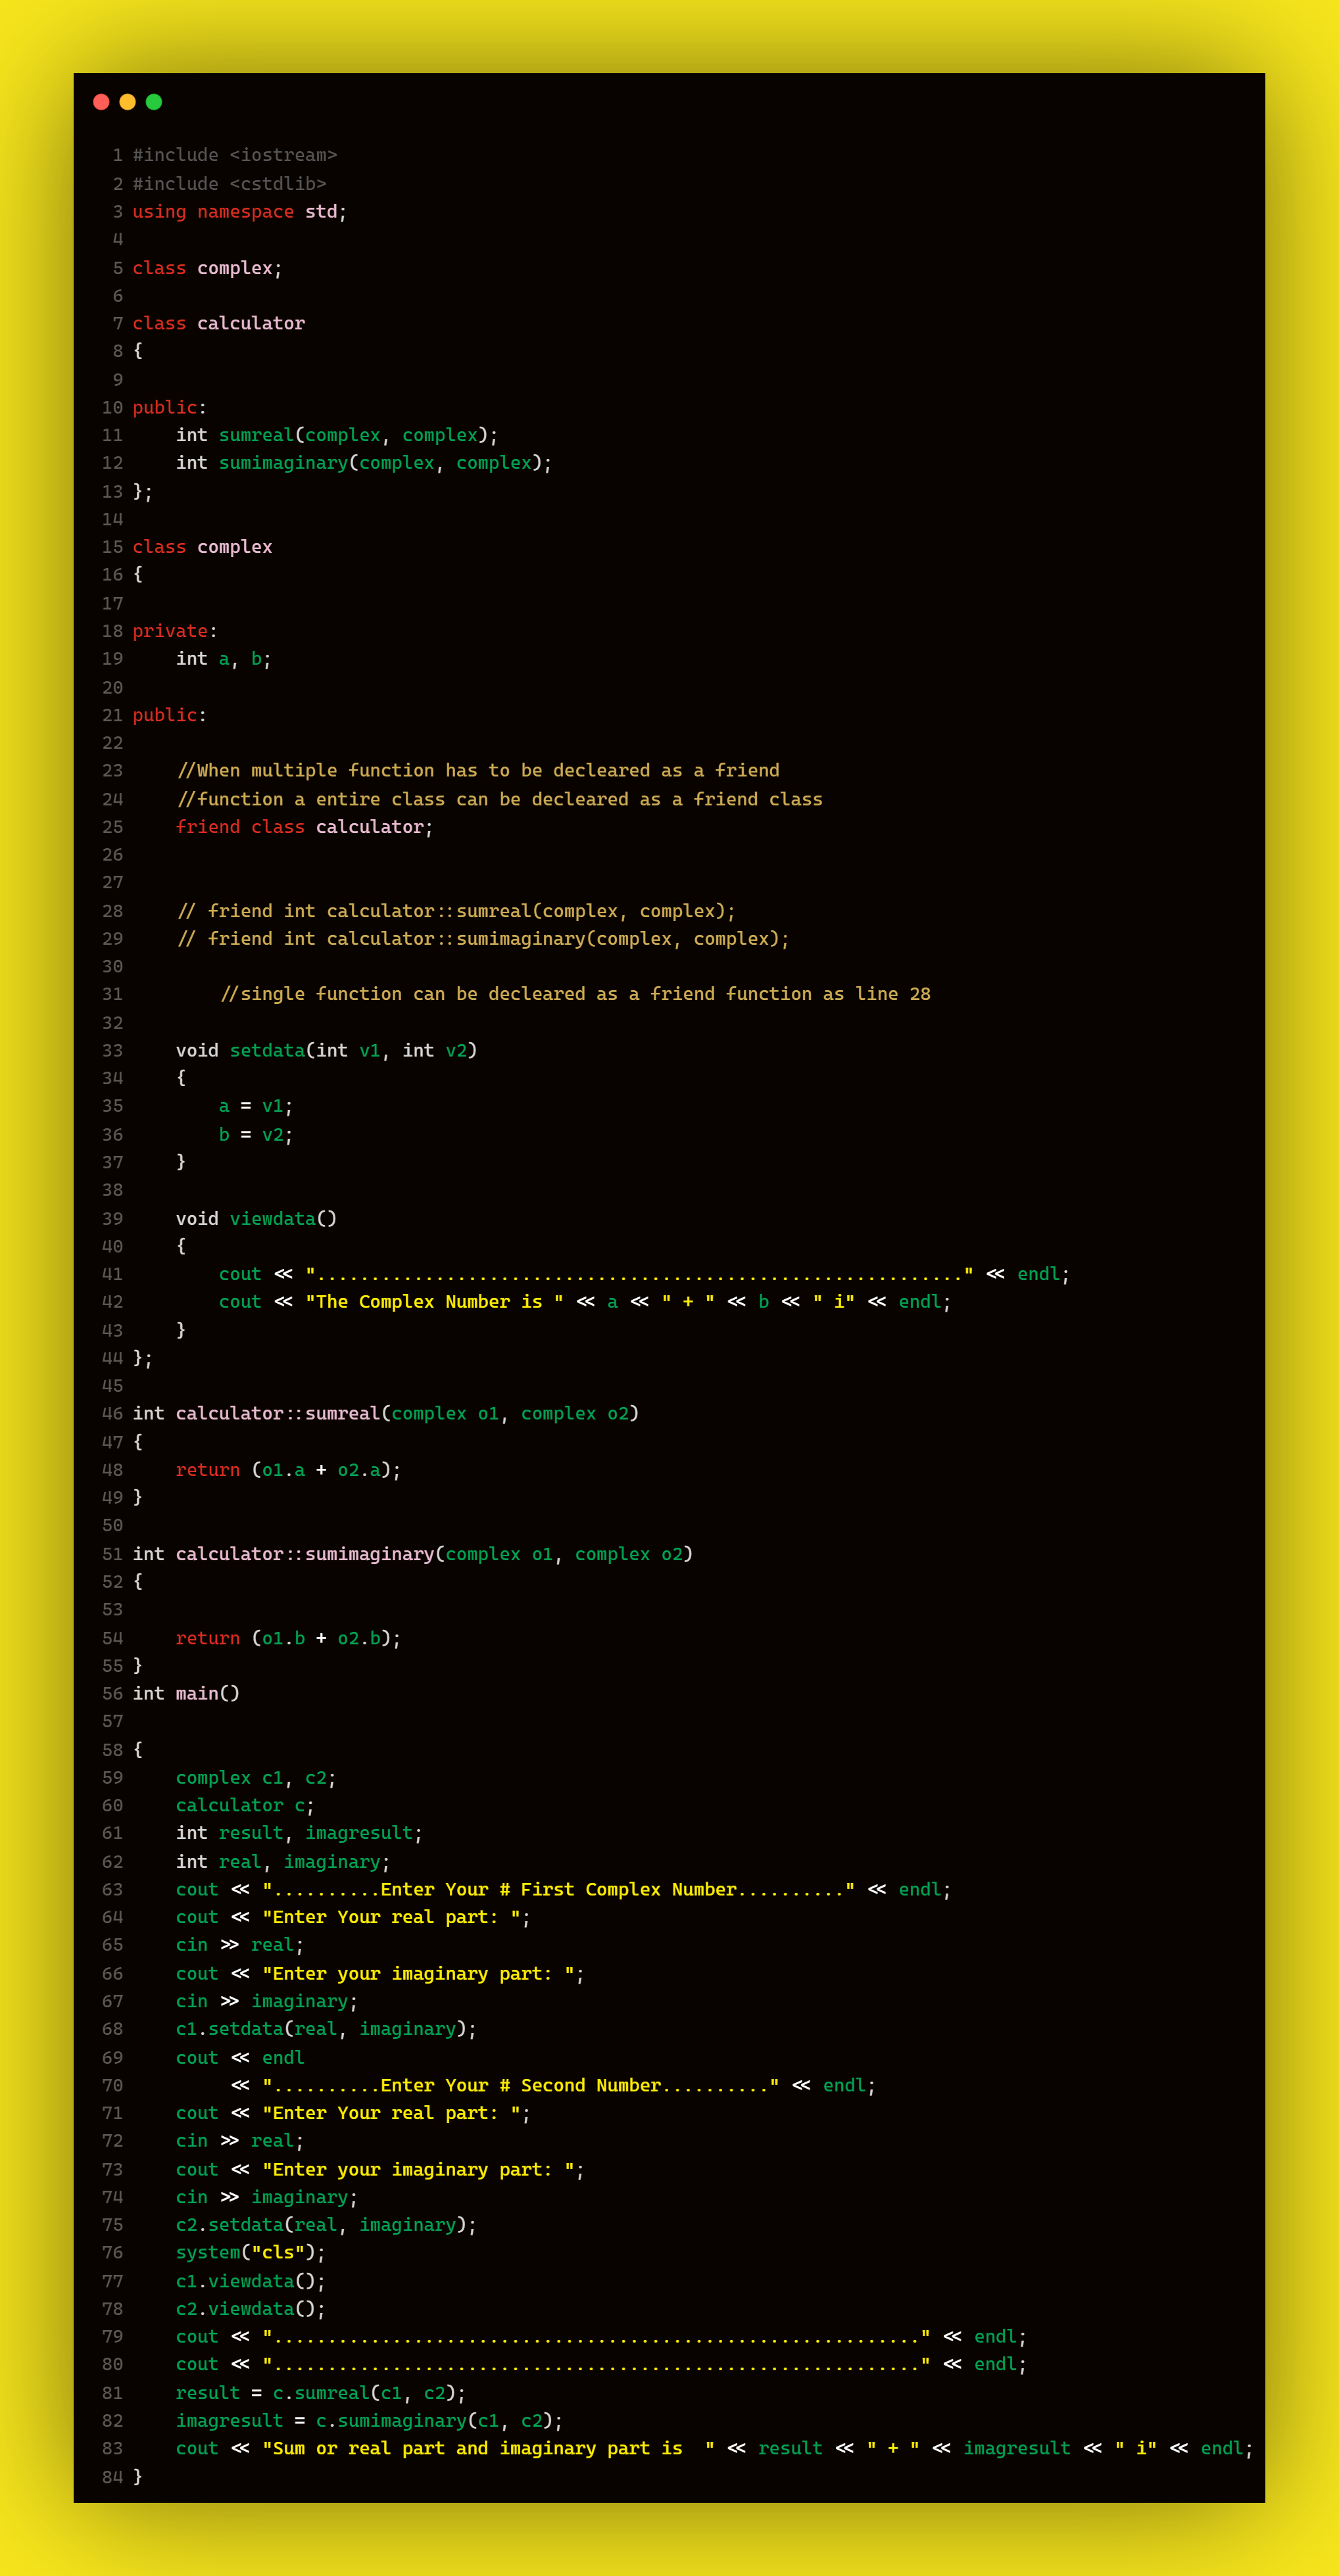 1 #include <iostream>
2 #include <cstdlib>
3 using namespace std;
4
5 class complex;
6
7 class calculator
8 {
9
10 public:
11     int sumreal(complex, complex);
12     int sumimaginary(complex, complex);
13 };
14
15 class complex
16 {
17
18 private:
19     int a, b;
20
21 public:
22
23     //When multiple function has to be decleared as a friend
24     //function a entire class can be decleared as a friend class
25     friend class calculator;
26
27
28     // friend int calculator::sumreal(complex, complex);
29     // friend int calculator::sumimaginary(complex, complex);
30
31         //single function can be decleared as a friend function as line 28
32
33     void setdata(int v1, int v2)
34     {
35         a = v1;
36         b = v2;
37     }
38
39     void viewdata()
40     {
41         cout << "............................................................" << endl;
42         cout << "The Complex Number is " << a << " + " << b << " i" << endl;
43     }
44 };
45
46 int calculator::sumreal(complex o1, complex o2)
47 {
48     return (o1.a + o2.a);
49 }
50
51 int calculator::sumimaginary(complex o1, complex o2)
52 {
53
54     return (o1.b + o2.b);
55 }
56 int main()
57
58 {
59     complex c1, c2;
60     calculator c;
61     int result, imagresult;
62     int real, imaginary;
63     cout << "..........Enter Your # First Complex Number.........." << endl;
64     cout << "Enter Your real part: ";
65     cin >> real;
66     cout << "Enter your imaginary part: ";
67     cin >> imaginary;
68     c1.setdata(real, imaginary);
69     cout << endl
70          << "..........Enter Your # Second Number.........." << endl;
71     cout << "Enter Your real part: ";
72     cin >> real;
73     cout << "Enter your imaginary part: ";
74     cin >> imaginary;
75     c2.setdata(real, imaginary);
76     system("cls");
77     c1.viewdata();
78     c2.viewdata();
79     cout << "............................................................" << endl;
80     cout << "............................................................" << endl;
81     result = c.sumreal(c1, c2);
82     imagresult = c.sumimaginary(c1, c2);
83     cout << "Sum or real part and imaginary part is  " << result << " + " << imagresult << " i" << endl;
84 }